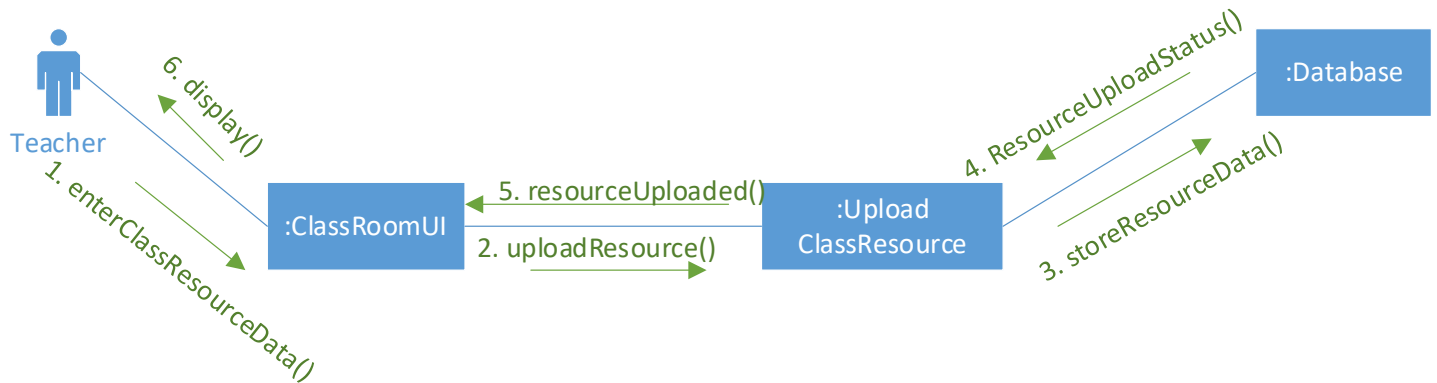 Teacher
1. enterClassResourceData()
6. display()
:ClassRoomUI
5. resourceUploaded()
2. uploadResource()
:Upload
ClassResource
4. ResourceUploadStatus()
3. storeResourceData()
:Database